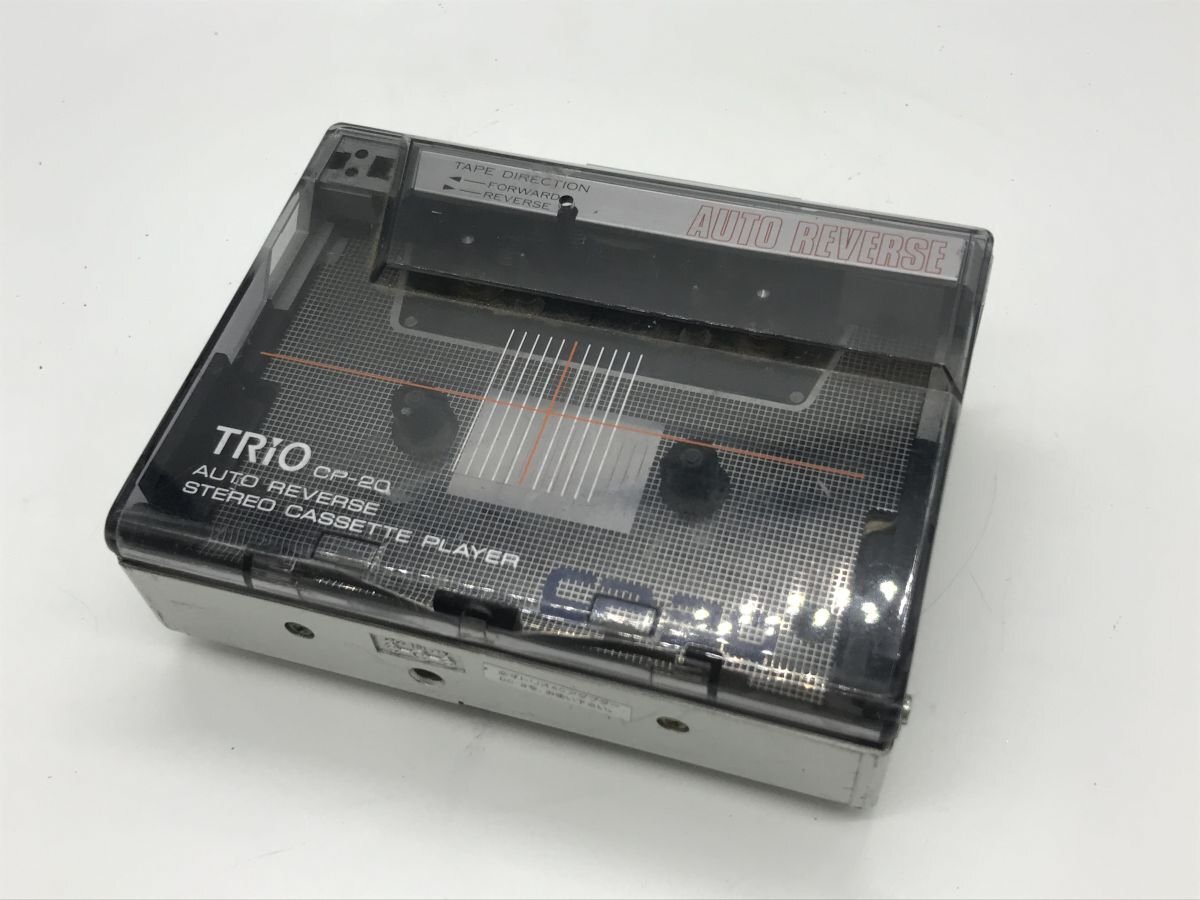 TAPE DIRECTION
◀—FORWARD
▶—REVERSE
AUTO REVERSE
TRiO CP-20
AUTO REVERSE
STEREO CASSETTE PLAYER